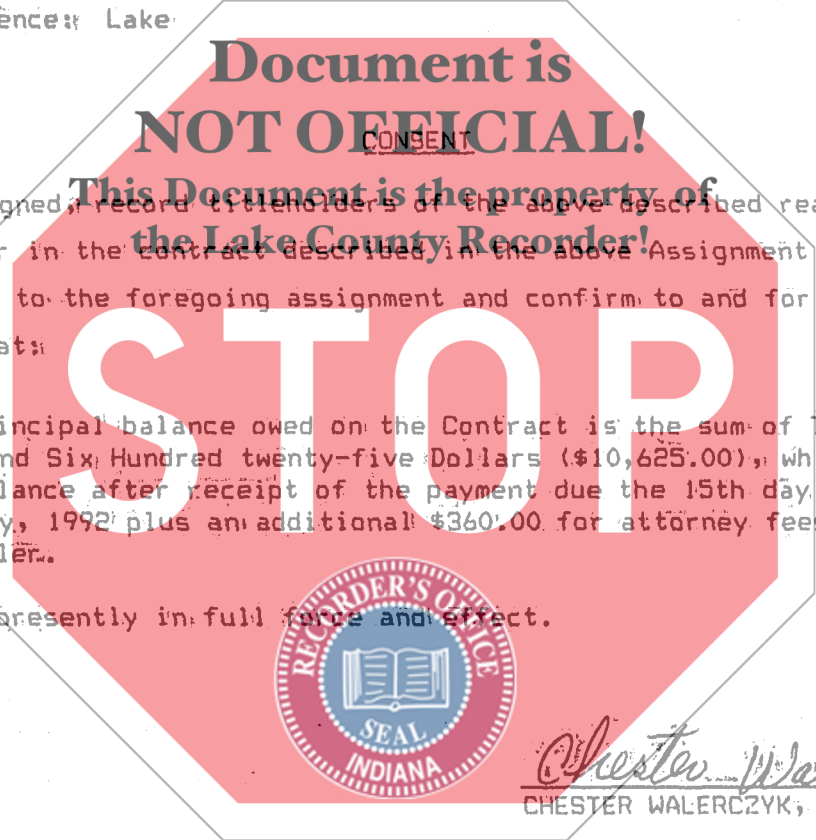 ence: Lake
Document is
NOT OFFICIAL!
CONSENT
This Document is the property of
the Lake County Recorder!
gned, record titleholders of the above described rea
r in the contract described in the above Assignment
to the foregoing assignment and confirm to and for
at:
STOP
incipal balance owed on the Contract is the sum of T
nd Six Hundred twenty-five Dollars ($10,625.00), wh
lance after receipt of the payment due the 15th day
y, 1992 plus an additional $360.00 for attorney fees
ler.
presently in full force and effect.
RECORDER'S OFFICE
SEAL
INDIANA
Chester Wa
CHESTER WALERCZYK,